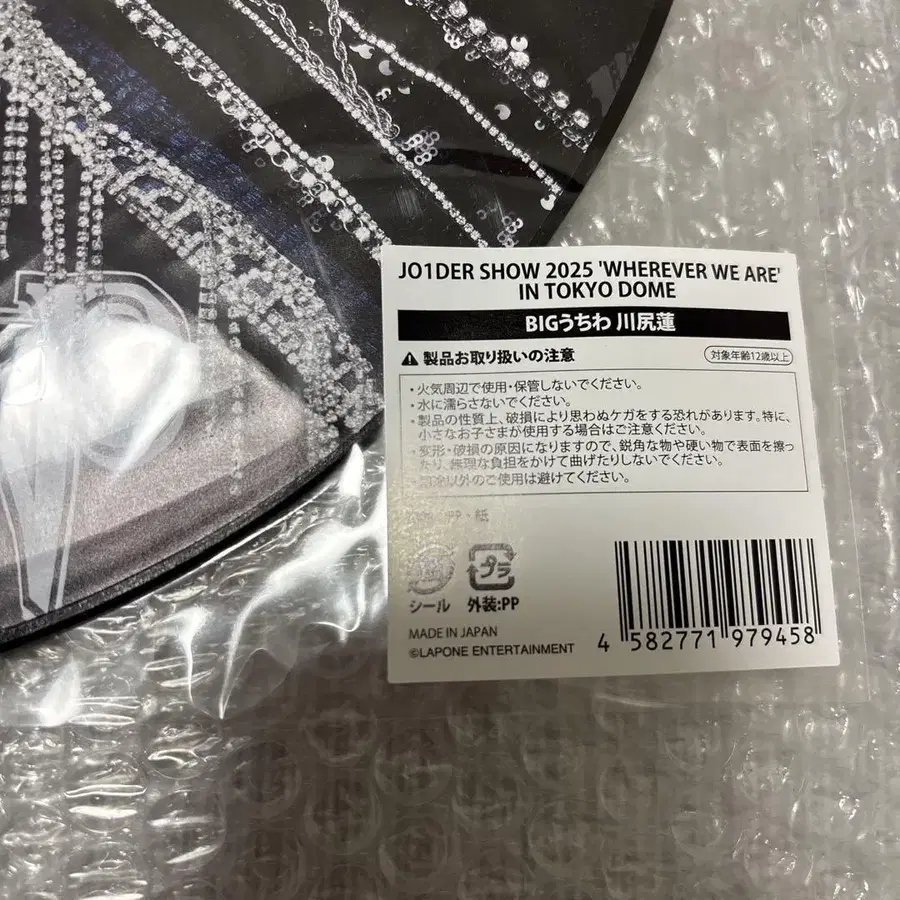 JO1DER SHOW 2025 'WHEREVER WE ARE'
IN TOKYO DOME
BIGうちわ 川尻蓮
製品お取り扱いの注意
対象年齢12歳以上
・火気周辺で使用・保管しないでください。
・水に濡らさないでください。
・製品の性質上、破損により思わぬケガをする恐れがあります。特に、
小さなお子さまが使用する場合はご注意ください。
・変形・破損の原因になりますので、鋭角な物や硬い物で表面を擦っ
たり、無理な負担をかけて曲げたりしないでください。
以外のご使用は避けてください。
PP・紙
プラ
シール 外装:PP
MADE IN JAPAN
©LAPONE ENTERTAINMENT
4 582771 979458